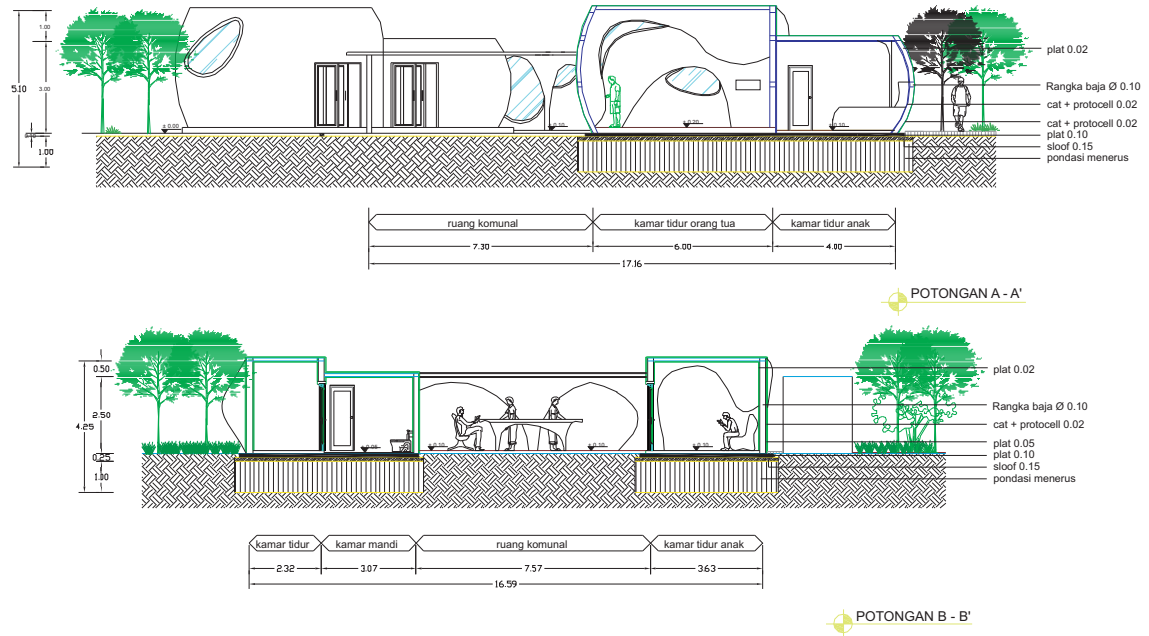 1.00
3.00
5.10
1.00
± 0.00
± 0.10
± 0.20
± 0.10
plat 0.02
Rangka baja Ø 0.10
cat + protocell 0.02
cat + protocell 0.02
plat 0.10
sloof 0.15
pondasi menerus
ruang komunal
kamar tidur orang tua
kamar tidur anak
7.30
6.00
4.00
17.16
POTONGAN A - A'
0.50
2.50
4.25
0.25
1.00
± 0.10
± 0.10
± 0.10
plat 0.02
Rangka baja Ø 0.10
cat + protocell 0.02
plat 0.05
plat 0.10
sloof 0.15
pondasi menerus
kamar tidur
kamar mandi
ruang komunal
kamar tidur anak
2.32
3.07
7.57
3.63
16.59
POTONGAN B - B'